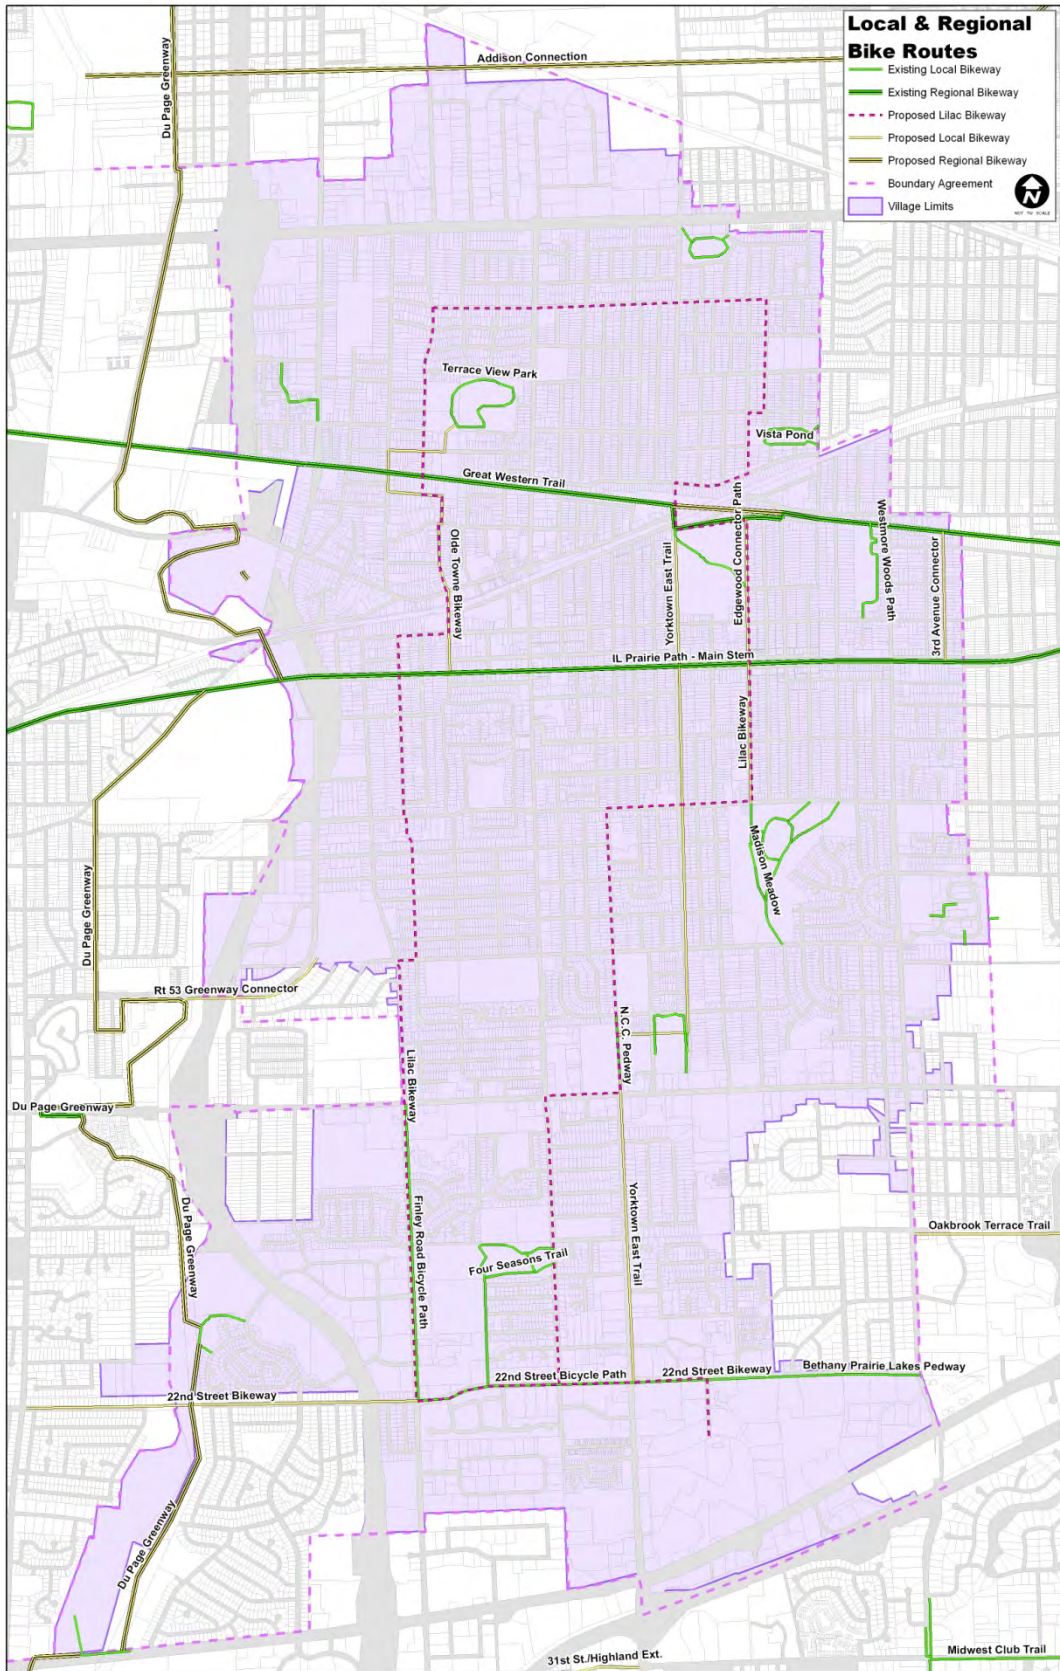 Local & Regional
Bike Routes
Existing Local Bikeway
Existing Regional Bikeway
Proposed Lilac Bikeway
Proposed Local Bikeway
Proposed Regional Bikeway
Boundary Agreement
Village Limits
N
NOT TO SCALE
Addison Connection
Du Page Greenway
Terrace View Park
Vista Pond
Great Western Trail
Olde Towne Bikeway
Yorktown East Trail
Edgewood Connector Path
Westmore Woods Path
3rd Avenue Connector
IL Prairie Path - Main Stem
Lilac Bikeway
Madison Meadow
Du Page Greenway
Rt 53 Greenway Connector
N.C.C. Pedway
Lilac Bikeway
Du Page Greenway
Du Page Greenway
Finley Road Bicycle Path
Yorktown East Trail
Oakbrook Terrace Trail
Four Seasons Trail
22nd Street Bicycle Path
22nd Street Bikeway
Bethany Prairie Lakes Pedway
22nd Street Bikeway
Du Page Greenway
31st St./Highland Ext.
Midwest Club Trail